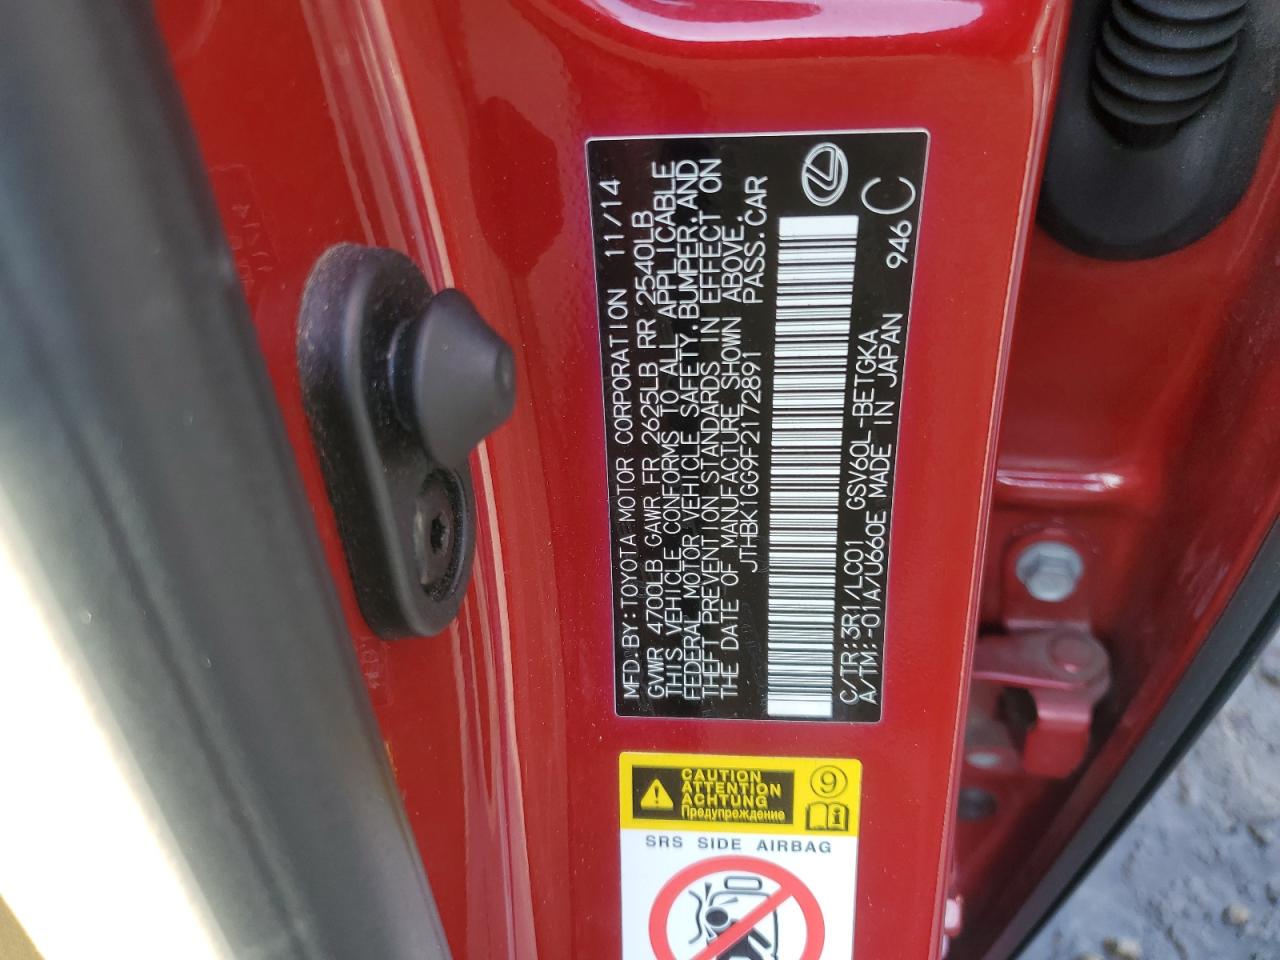 MFD.BY:TOYOTA MOTOR CORPORATION 11/14
GVWR 4700LB GAWR FR 2625LB RR 2540LB
THIS VEHICLE CONFORMS TO ALL APPLICABLE
FEDERAL MOTOR VEHICLE SAFETY,BUMPER,AND
THEFT PREVENTION STANDARDS IN EFFECT ON
THE DATE OF MANUFACTURE SHOWN ABOVE.
JTHBK1GG9F2172891 PASS.CAR
C/TR:3R1/LC01 GSV60L-BETGKA 946 C
A/TM:-01A/U660E MADE IN JAPAN
CAUTION
ATTENTION
ACHTUNG
Предупреждение
9
SRS SIDE AIRBAG